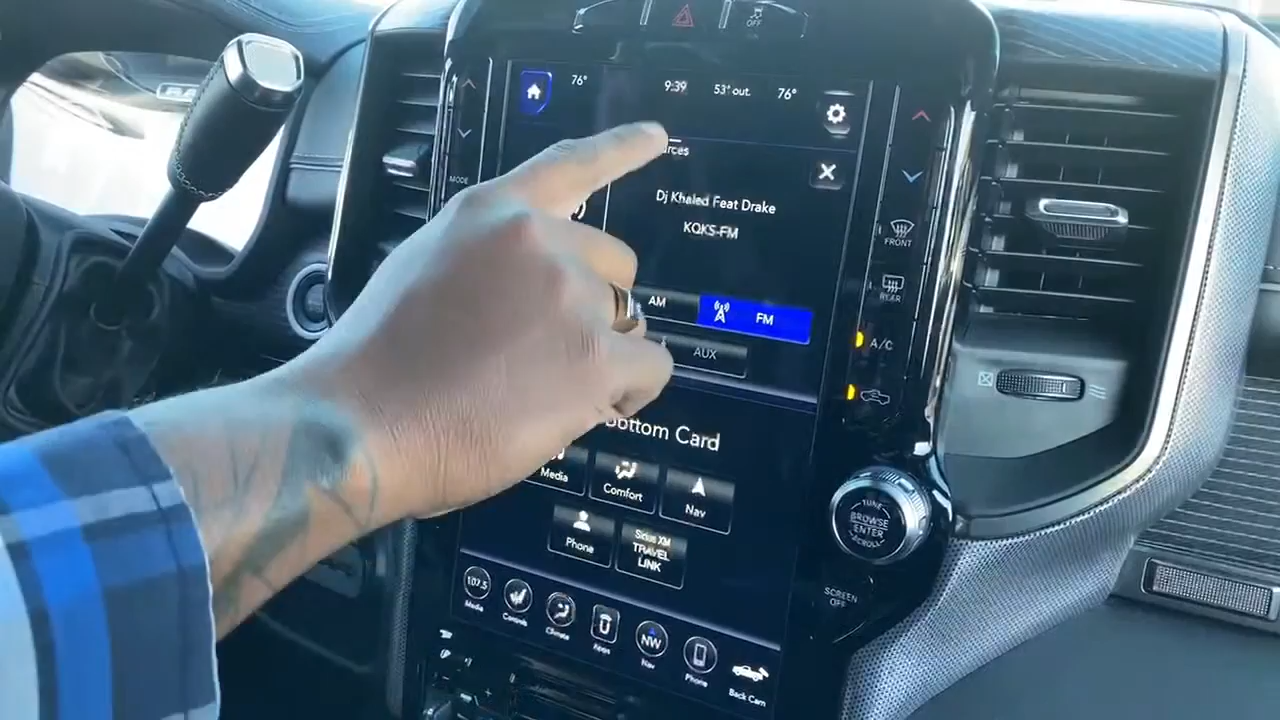 OFF
76°
9:39
53° out.
76°
MODE
Dj Khaled Feat Drake
KQKS-FM
AM
FM
AUX
Bottom Card
Media
Comfort
Nav
Phone
Sirius XM
TRAVEL
LINK
107.5
Media
Controls
Climate
Apps
NW
Nav
Phone
Back Cam
FRONT
REAR
A/C
TUNE
BROWSE
ENTER
SCROLL
SCREEN
OFF